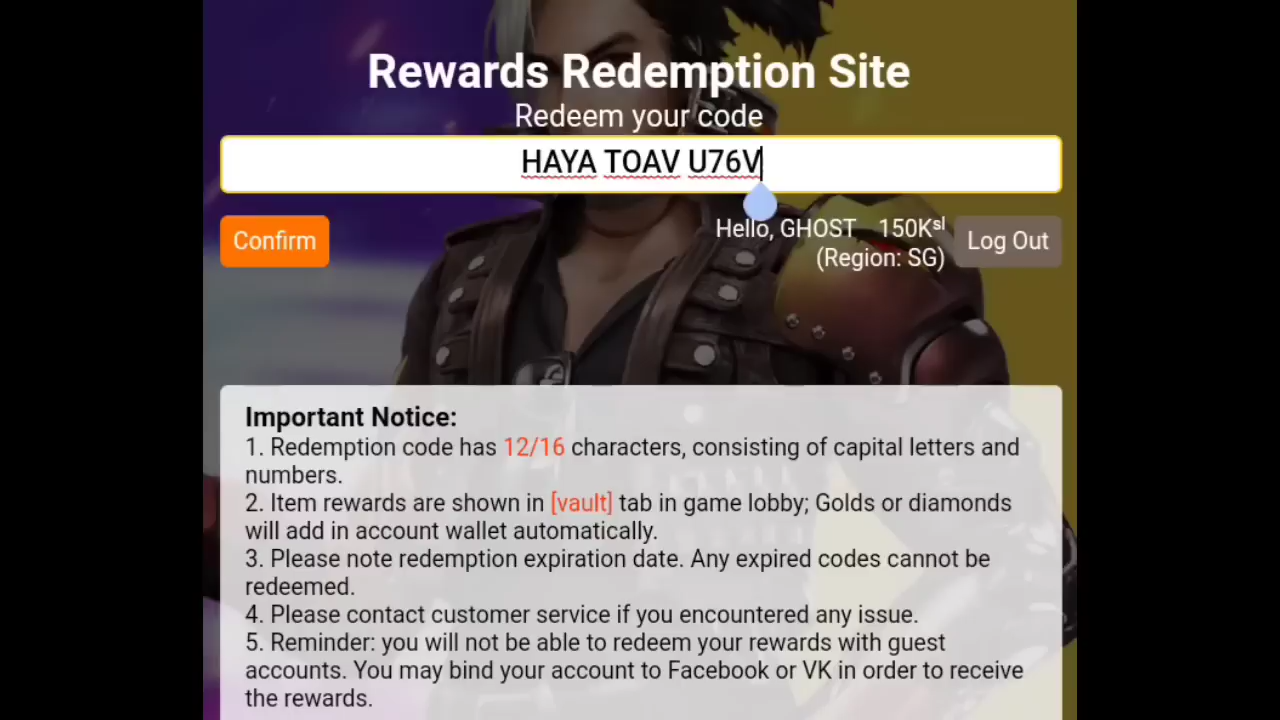 Rewards Redemption Site
Redeem your code
HAYA TOAV U76V
Confirm
Hello, GHOST 150Kˢˡ
(Region: SG)
Log Out
Important Notice:
1. Redemption code has 12/16 characters, consisting of capital letters and
numbers.
2. Item rewards are shown in [vault] tab in game lobby; Golds or diamonds
will add in account wallet automatically.
3. Please note redemption expiration date. Any expired codes cannot be
redeemed.
4. Please contact customer service if you encountered any issue.
5. Reminder: you will not be able to redeem your rewards with guest
accounts. You may bind your account to Facebook or VK in order to receive
the rewards.